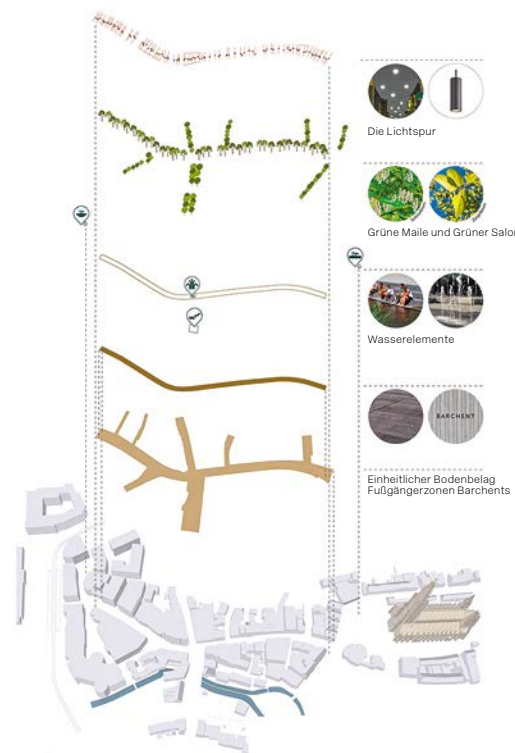 Die Lichtspur
Grüne Maile und Grüner Salon
Wasserelemente
BARCHENT
Einheitlicher Bodenbelag
Fußgängerzonen Barchents